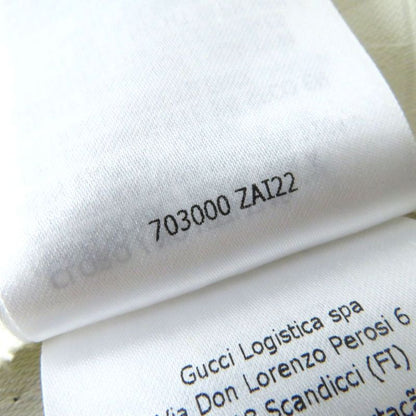 703000 ZAI22
Gucci Logistica spa
Via Don Lorenzo Perosi 6
Scandicci (FI)